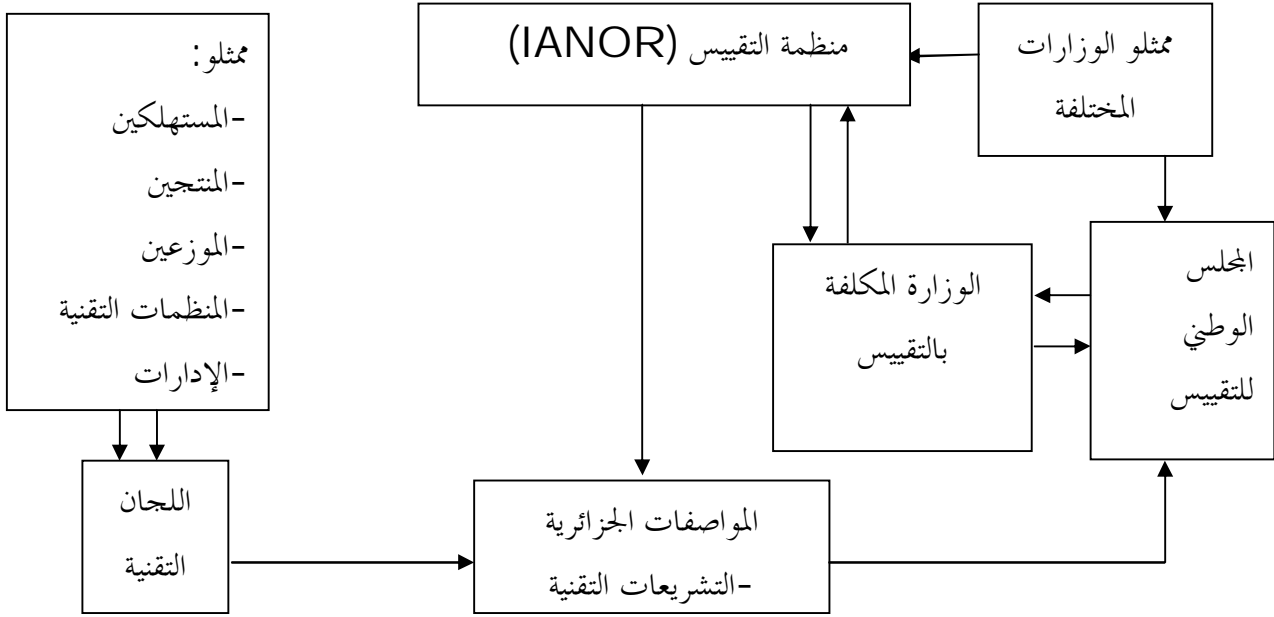 ممثلو الوزارات
المختلفة
منظمة التقييس (IANOR)
ممثلو:
-المستهلكين
-المنتجين
-الموزعين
-المنظمات التقنية
-الإدارات
المجلس
الوطني
للتقييس
الوزارة المكلفة
بالتقييس
المواصفات الجزائرية
-التشريعات التقنية
اللجان
التقنية